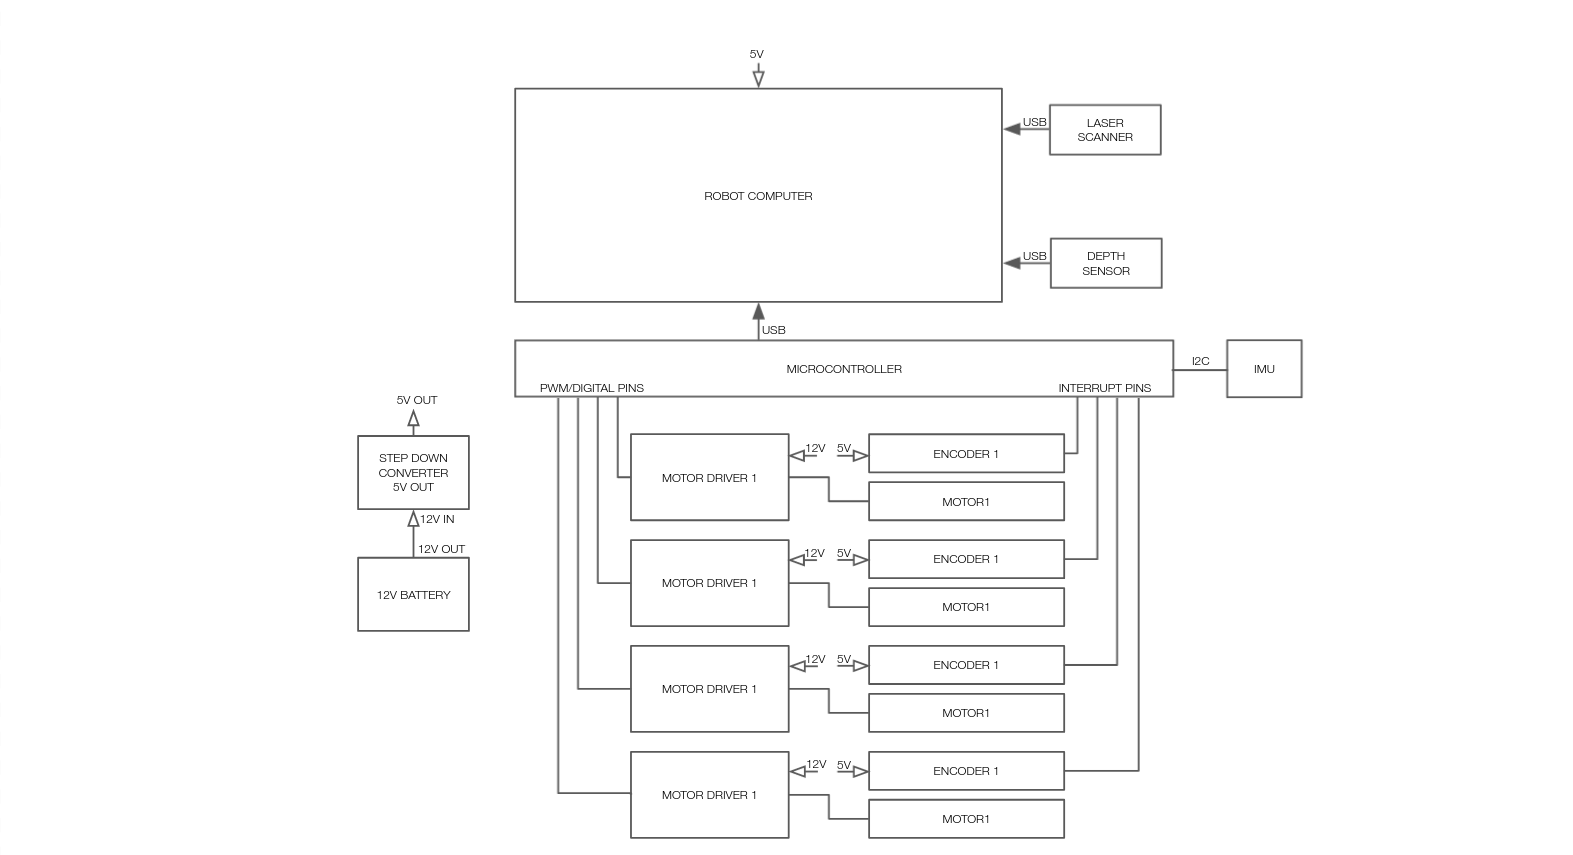 5V
ROBOT COMPUTER
USB
LASER
SCANNER
USB
DEPTH
SENSOR
USB
MICROCONTROLLER
PWM/DIGITAL PINS
INTERRUPT PINS
I2C
IMU
5V OUT
STEP DOWN
CONVERTER
5V OUT
12V IN
12V OUT
12V BATTERY
MOTOR DRIVER 1
12V
5V
ENCODER 1
MOTOR1
MOTOR DRIVER 1
12V
5V
ENCODER 1
MOTOR1
MOTOR DRIVER 1
12V
5V
ENCODER 1
MOTOR1
MOTOR DRIVER 1
12V
5V
ENCODER 1
MOTOR1